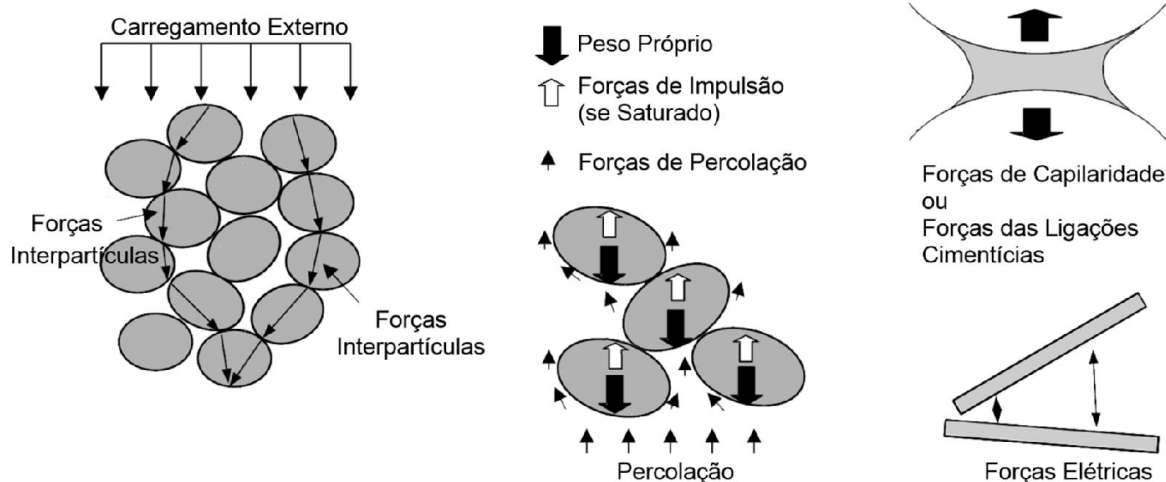 Carregamento Externo
Forças
Interpartículas
Forças
Interpartículas
Peso Próprio
Forças de Impulsão
(se Saturado)
Forças de Percolação
Percolação
Forças de Capilaridade
ou
Forças das Ligações
Cimentícias
Forças Elétricas